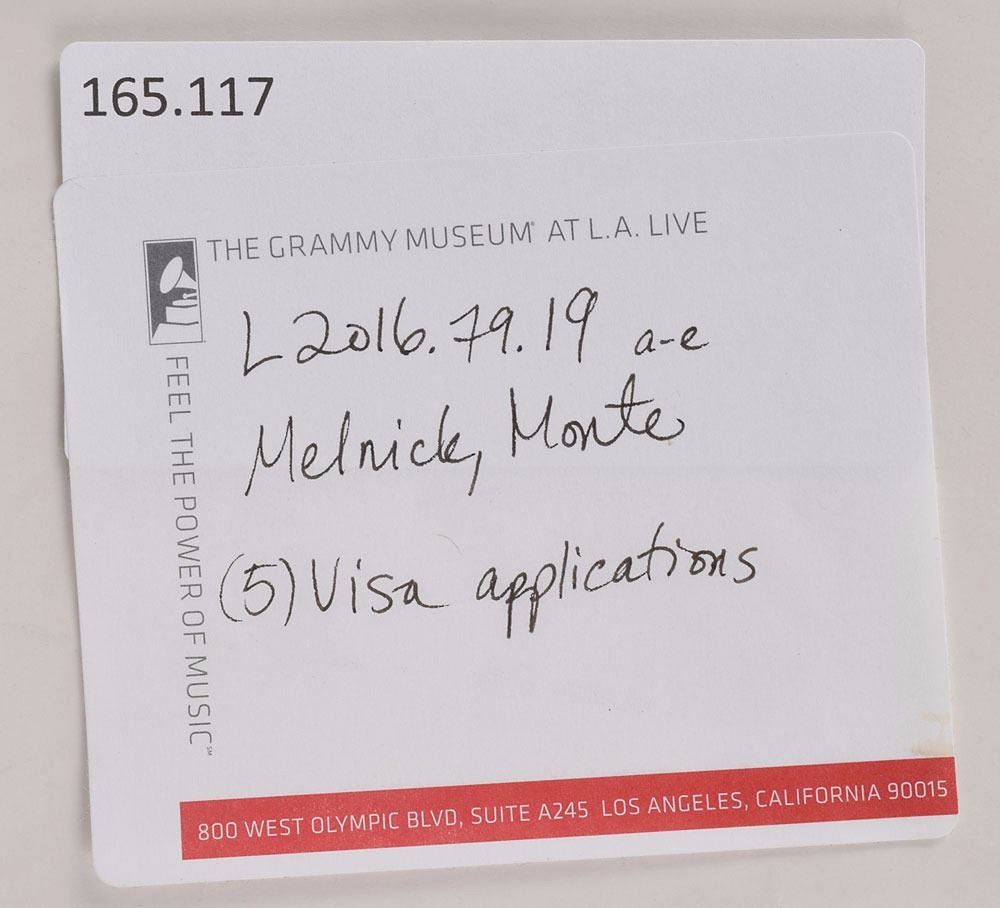 165.117
THE GRAMMY MUSEUM® AT L.A. LIVE
L2016.79.19 a-e
Melnick, Monte
(5) Visa applications
FEEL THE POWER OF MUSIC℠
800 WEST OLYMPIC BLVD, SUITE A245 LOS ANGELES, CALIFORNIA 90015